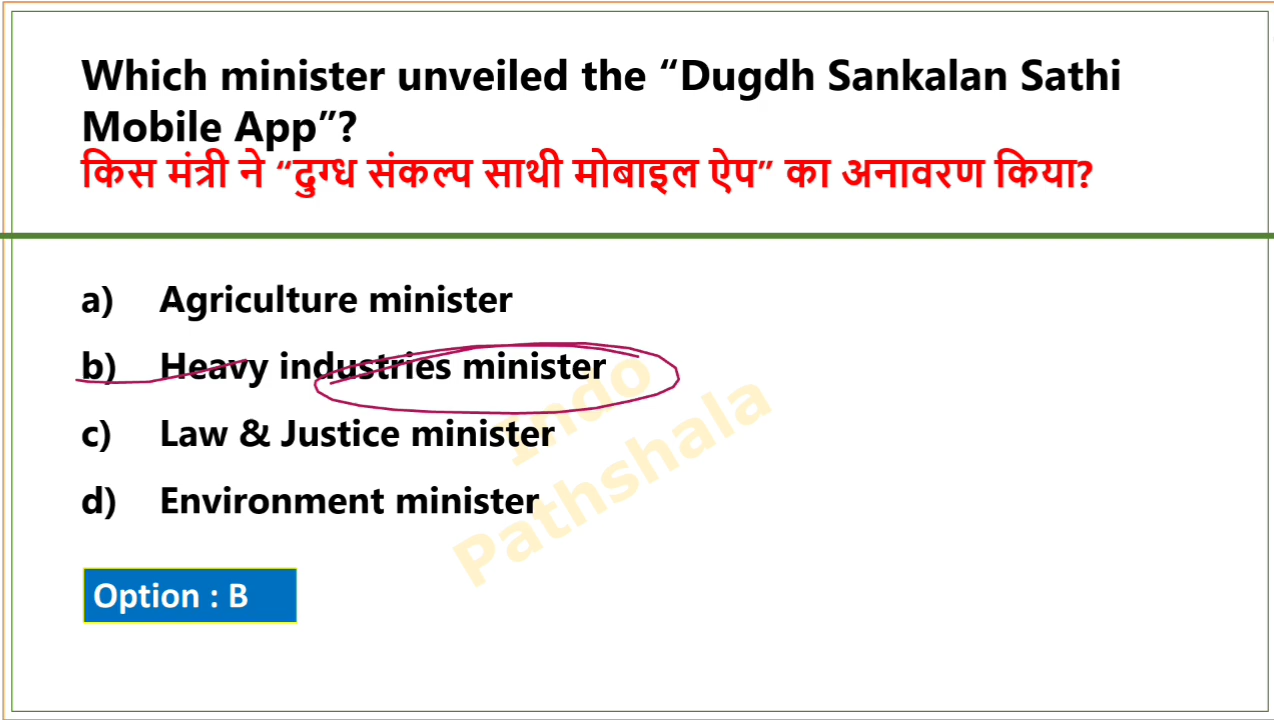 Which minister unveiled the “Dugdh Sankalan Sathi
Mobile App”?
किस मंत्री ने “दुग्ध संकल्प साथी मोबाइल ऐप” का अनावरण किया?
a) Agriculture minister
b) Heavy industries minister
c) Law & Justice minister
d) Environment minister
Indo
Pathshala
Option : B